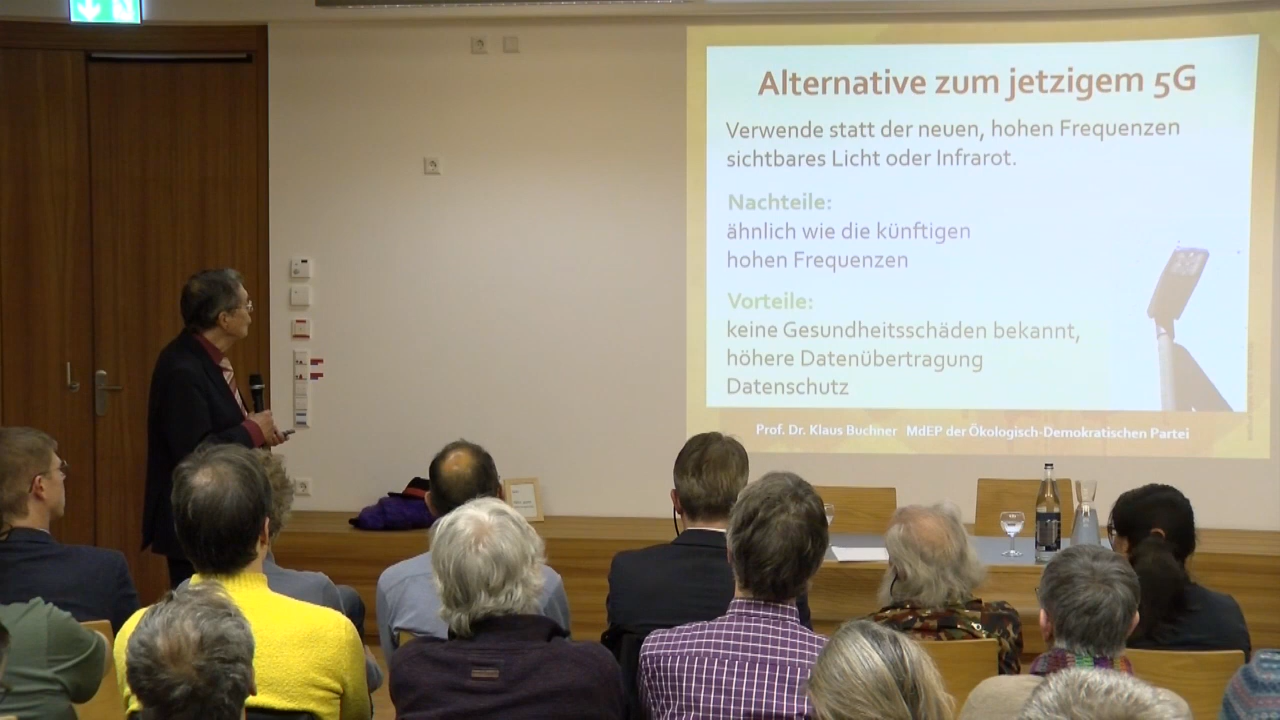 Alternative zum jetzigem 5G
Verwende statt der neuen, hohen Frequenzen
sichtbares Licht oder Infrarot.
Nachteile:
ähnlich wie die künftigen
hohen Frequenzen
Vorteile:
keine Gesundheitsschäden bekannt,
höhere Datenübertragung
Datenschutz
Prof. Dr. Klaus Buchner MdEP der Ökologisch-Demokratischen Partei